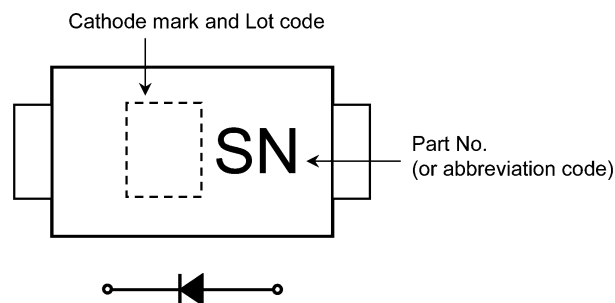 Cathode mark and Lot code
SN
Part No.
(or abbreviation code)